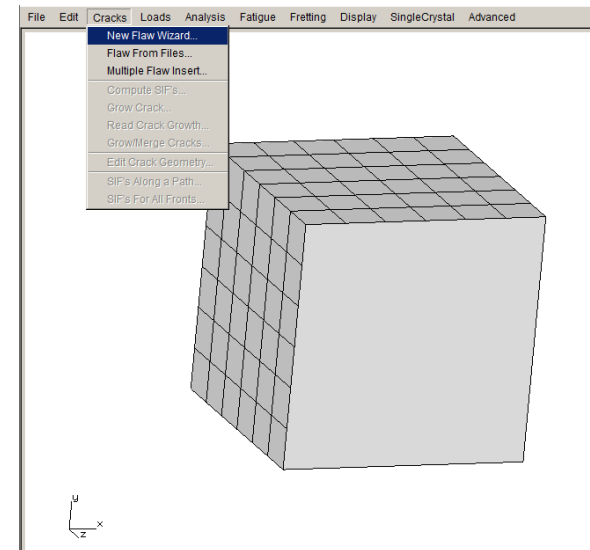 File Edit Cracks Loads Analysis Fatigue Fretting Display SingleCrystal Advanced
New Flaw Wizard...
Flaw From Files...
Multiple Flaw Insert...
Compute SIF's...
Grow Crack...
Read Crack Growth...
Grow/Merge Cracks...
Edit Crack Geometry...
SIF's Along a Path...
SIF's For All Fronts...
y
x
z